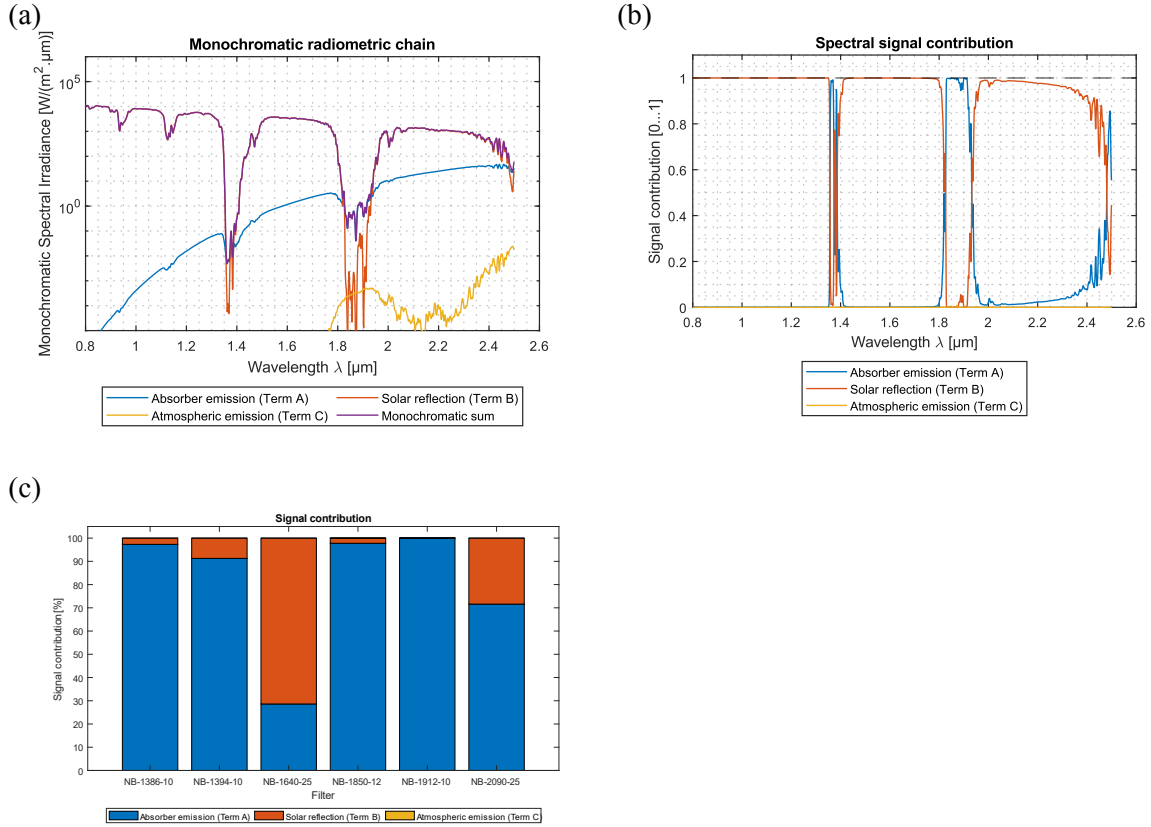 (a)
Monochromatic radiometric chain
Monochromatic Spectral Irradiance [W/(m².μm)]
10⁵
10⁰
0.8 1 1.2 1.4 1.6 1.8 2 2.2 2.4 2.6
Wavelength λ [μm]
Absorber emission (Term A)
Solar reflection (Term B)
Atmospheric emission (Term C)
Monochromatic sum
(b)
Spectral signal contribution
Signal contribution [0....1]
1
0.8
0.6
0.4
0.2
0
0.8 1 1.2 1.4 1.6 1.8 2 2.2 2.4 2.6
Wavelength λ [μm]
Absorber emission (Term A)
Solar reflection (Term B)
Atmospheric emission (Term C)
(c)
Signal contribution
Signal contribution [%]
100
90
80
70
60
50
40
30
20
10
0
NB-1386-10 NB-1394-10 NB-1640-25 NB-1850-12 NB-1912-10 NB-2090-25
Filter
Absorber emission (Term A) Solar reflection (Term B) Atmospheric emission (Term C)